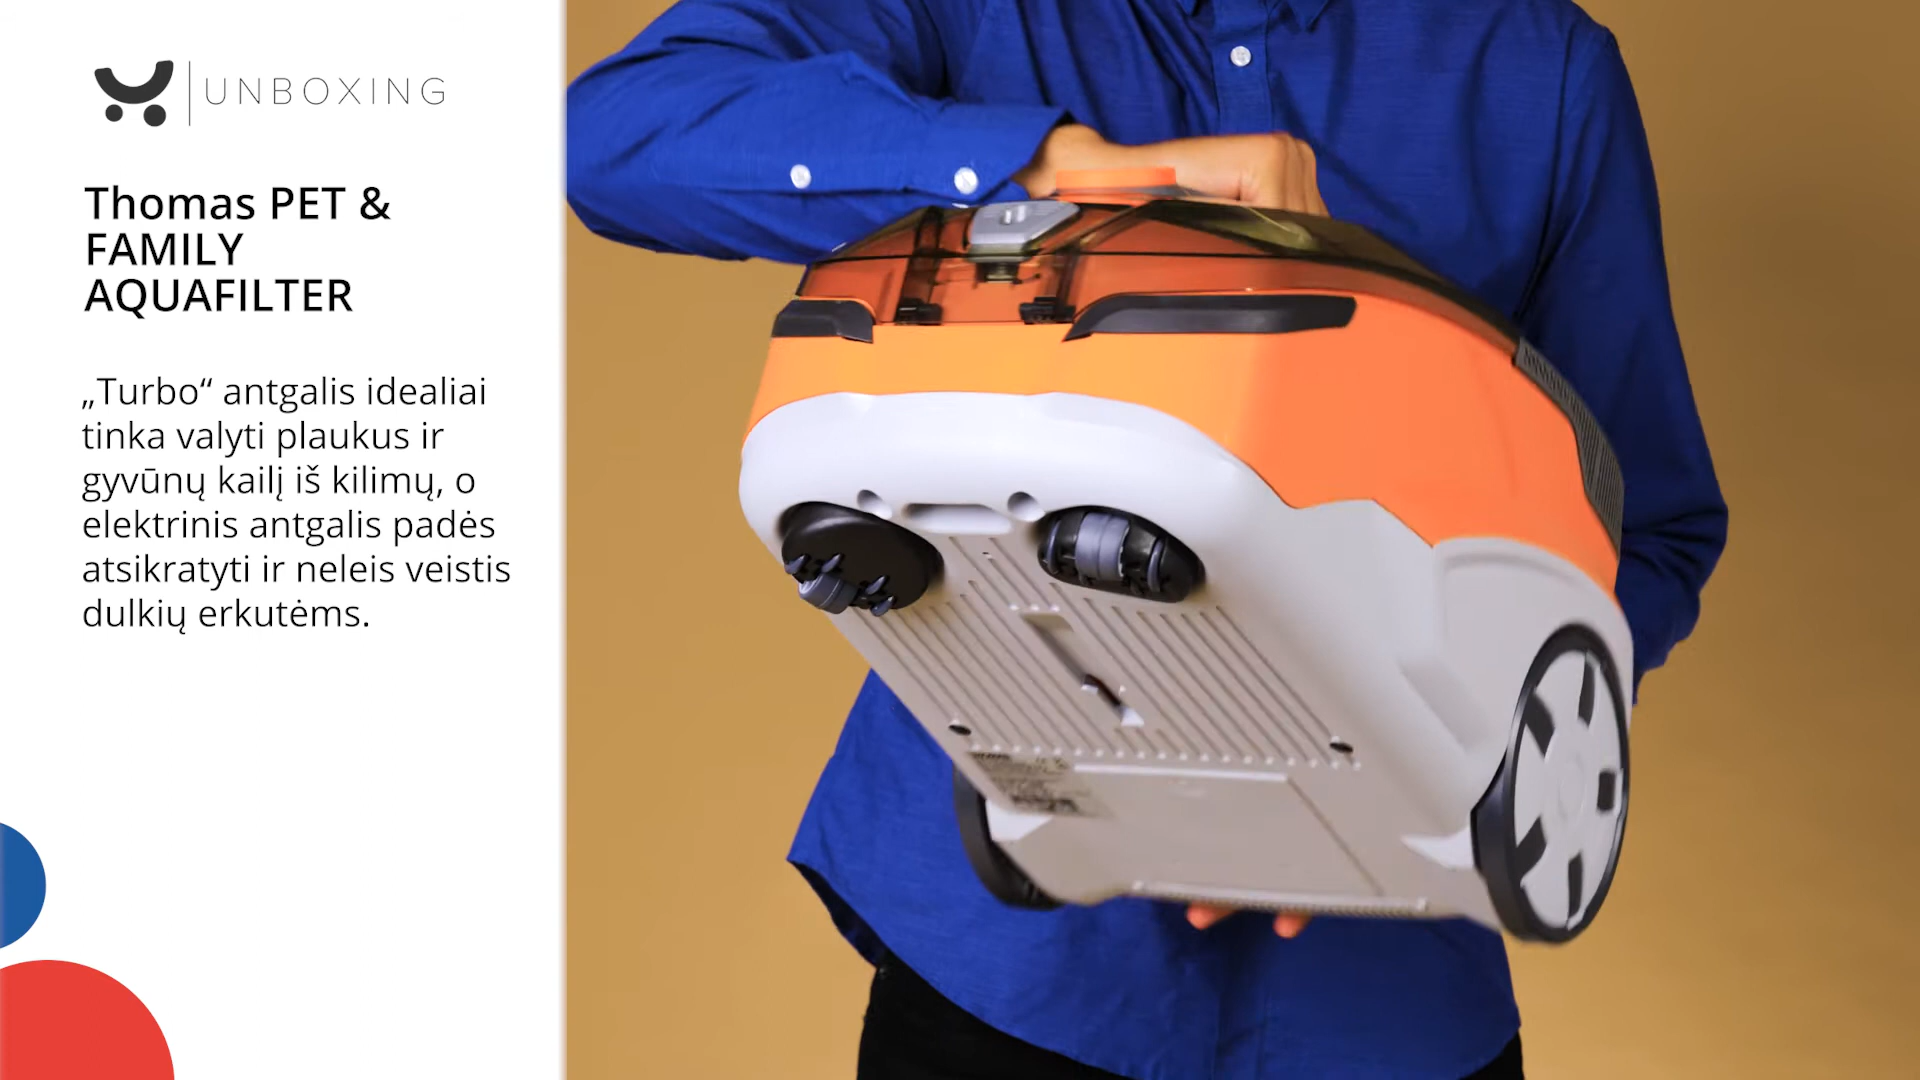 UNBOXING
Thomas PET &
FAMILY
AQUAFILTER
„Turbo“ antgalis idealiai
tinka valyti plaukus ir
gyvūnų kailį iš kilimų, o
elektrinis antgalis padės
atsikratyti ir neleis veistis
dulkių erkutėms.